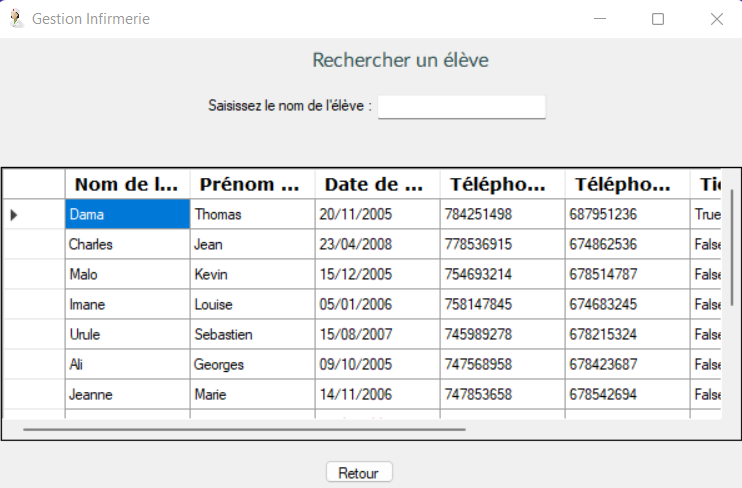 Gestion Infirmerie
Rechercher un élève
Saisissez le nom de l'élève :
Nom de l... Prénom ... Date de ... Télépho... Télépho...
Dama Thomas 20/11/2005 784251498 687951236 True
Charles Jean 23/04/2008 778536915 674862536 False
Malo Kevin 15/12/2005 754693214 678514787 False
Imane Louise 05/01/2006 758147845 674683245 False
Urule Sebastien 15/08/2007 745989278 678215324 False
Ali Georges 09/10/2005 747568958 678423687 False
Jeanne Marie 14/11/2006 747853658 678542694 False
Retour